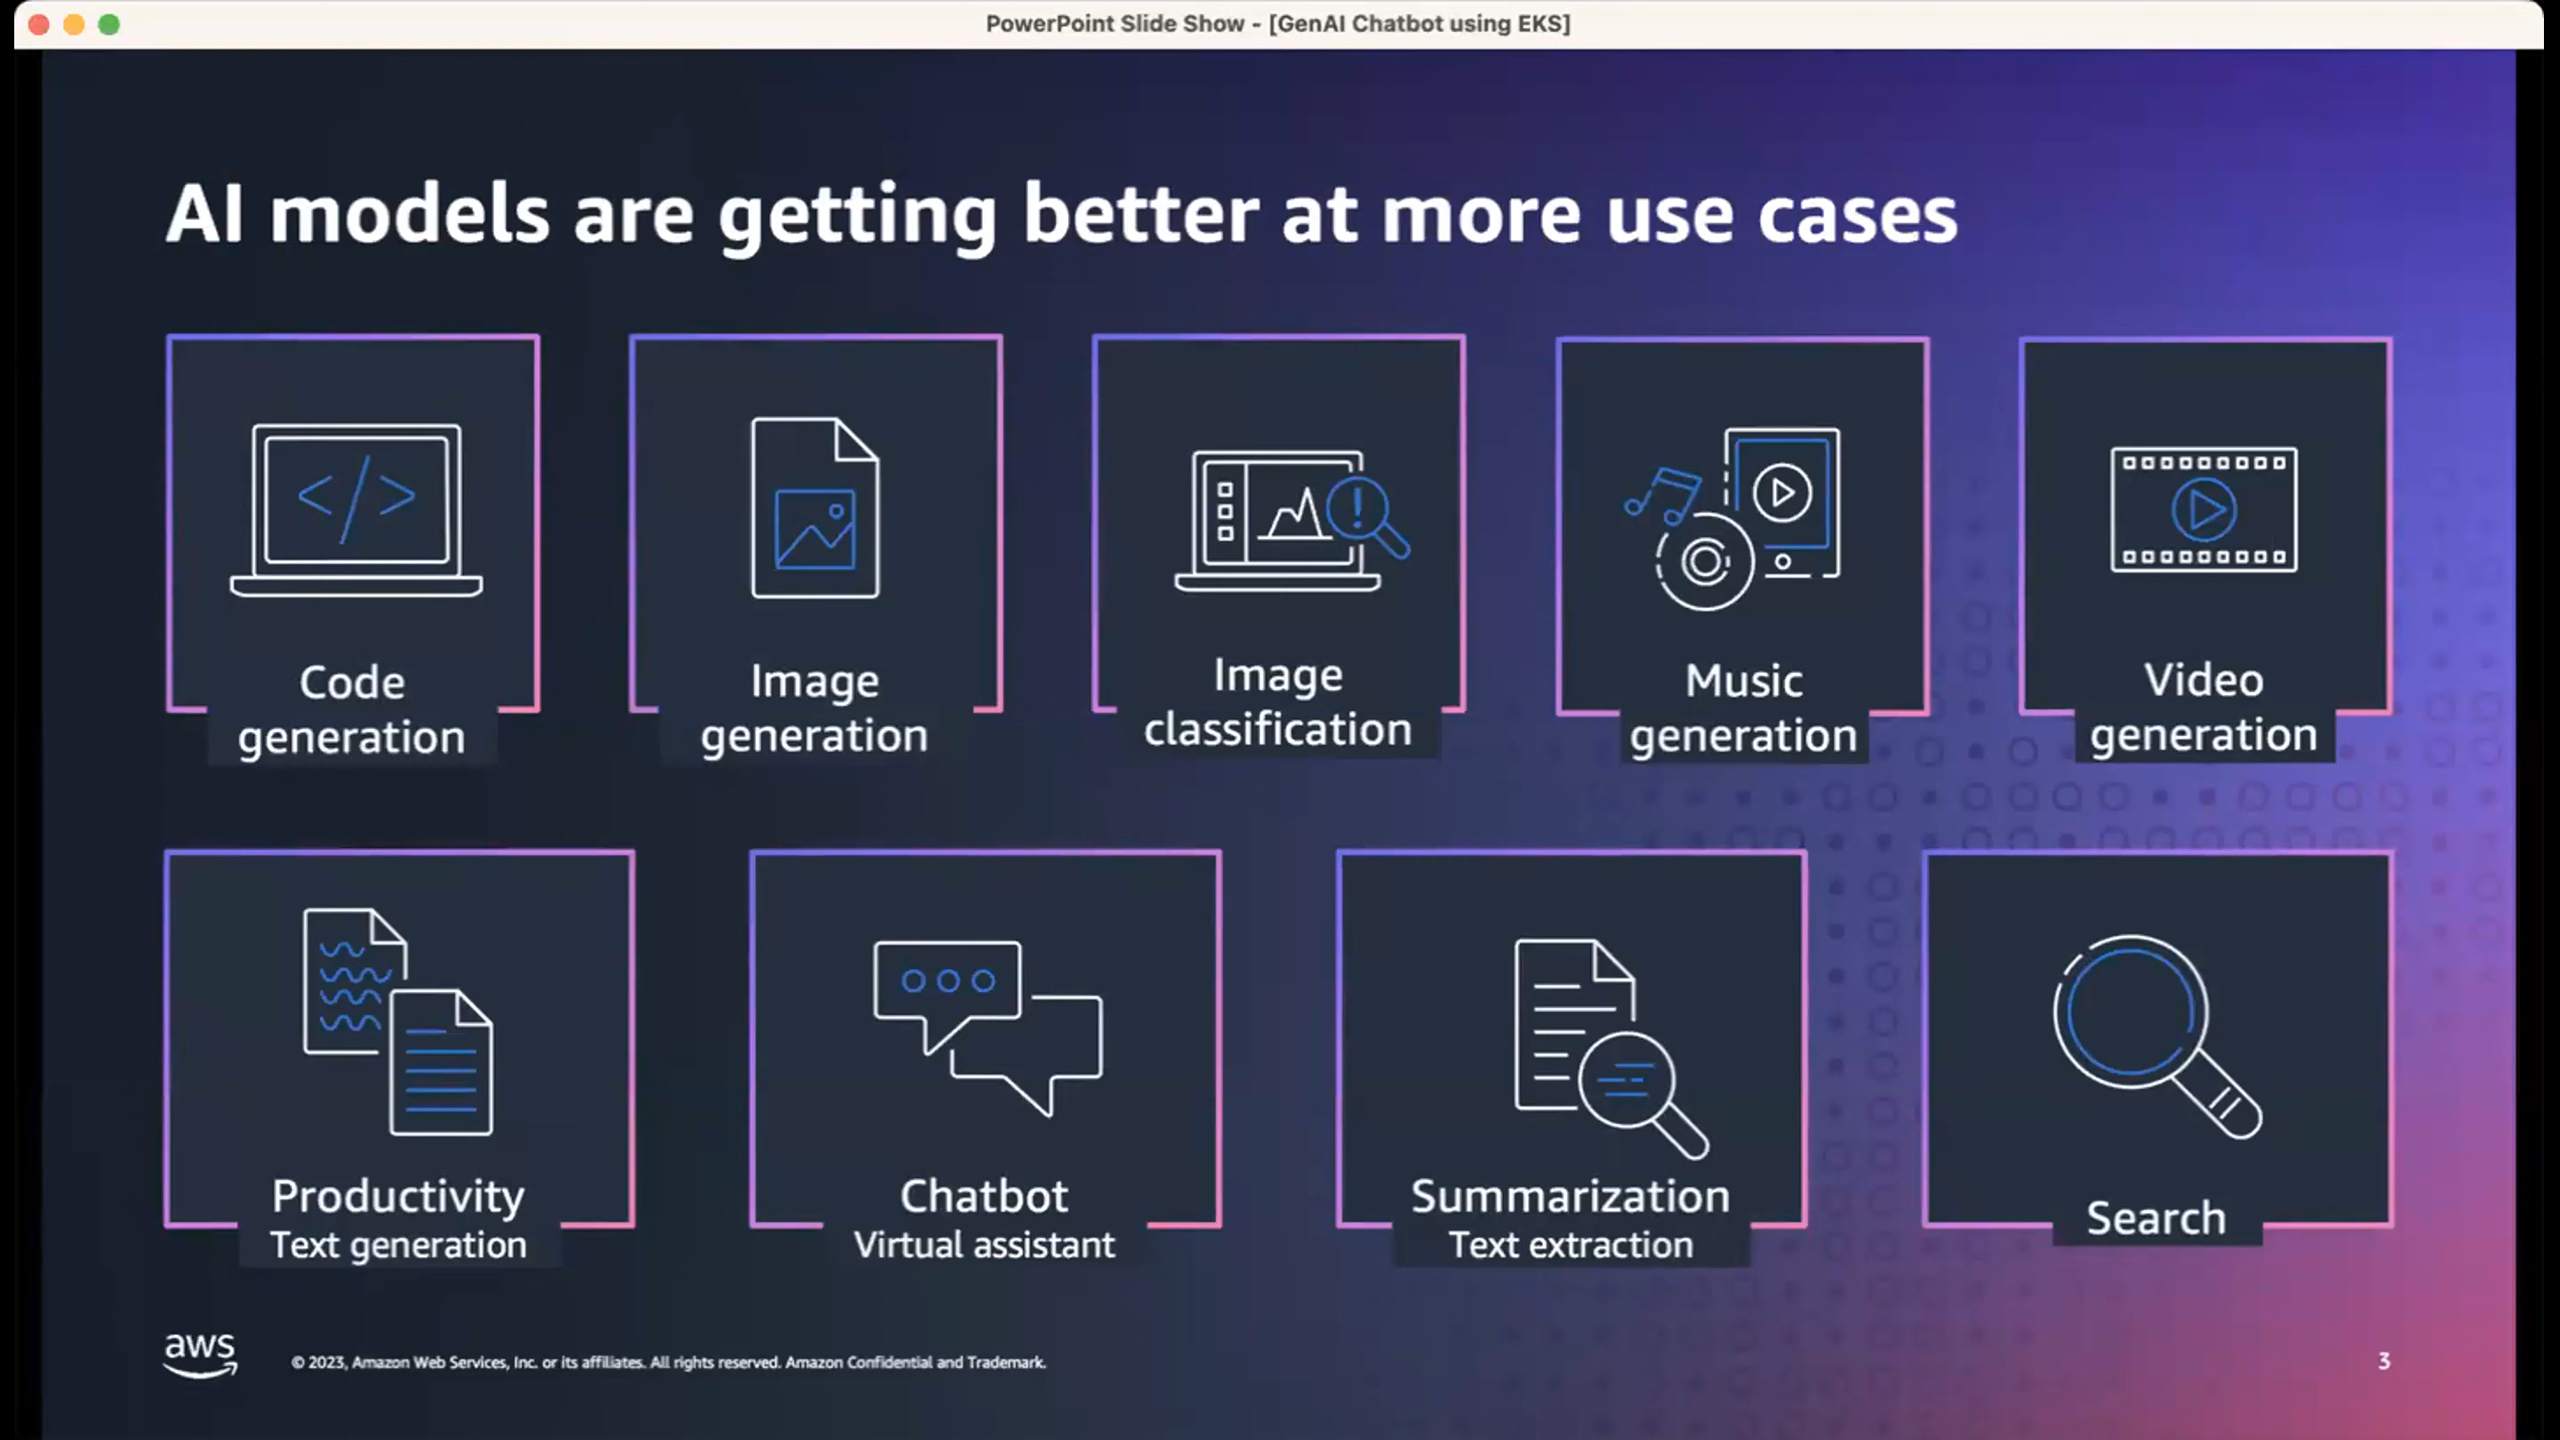 PowerPoint Slide Show - [GenAI Chatbot using EKS]
AI models are getting better at more use cases
Code
generation
Image
generation
Image
classification
Music
generation
Video
generation
Productivity
Text generation
Chatbot
Virtual assistant
Summarization
Text extraction
Search
aws
© 2023, Amazon Web Services, Inc. or its affiliates. All rights reserved. Amazon Confidential and Trademark.
3